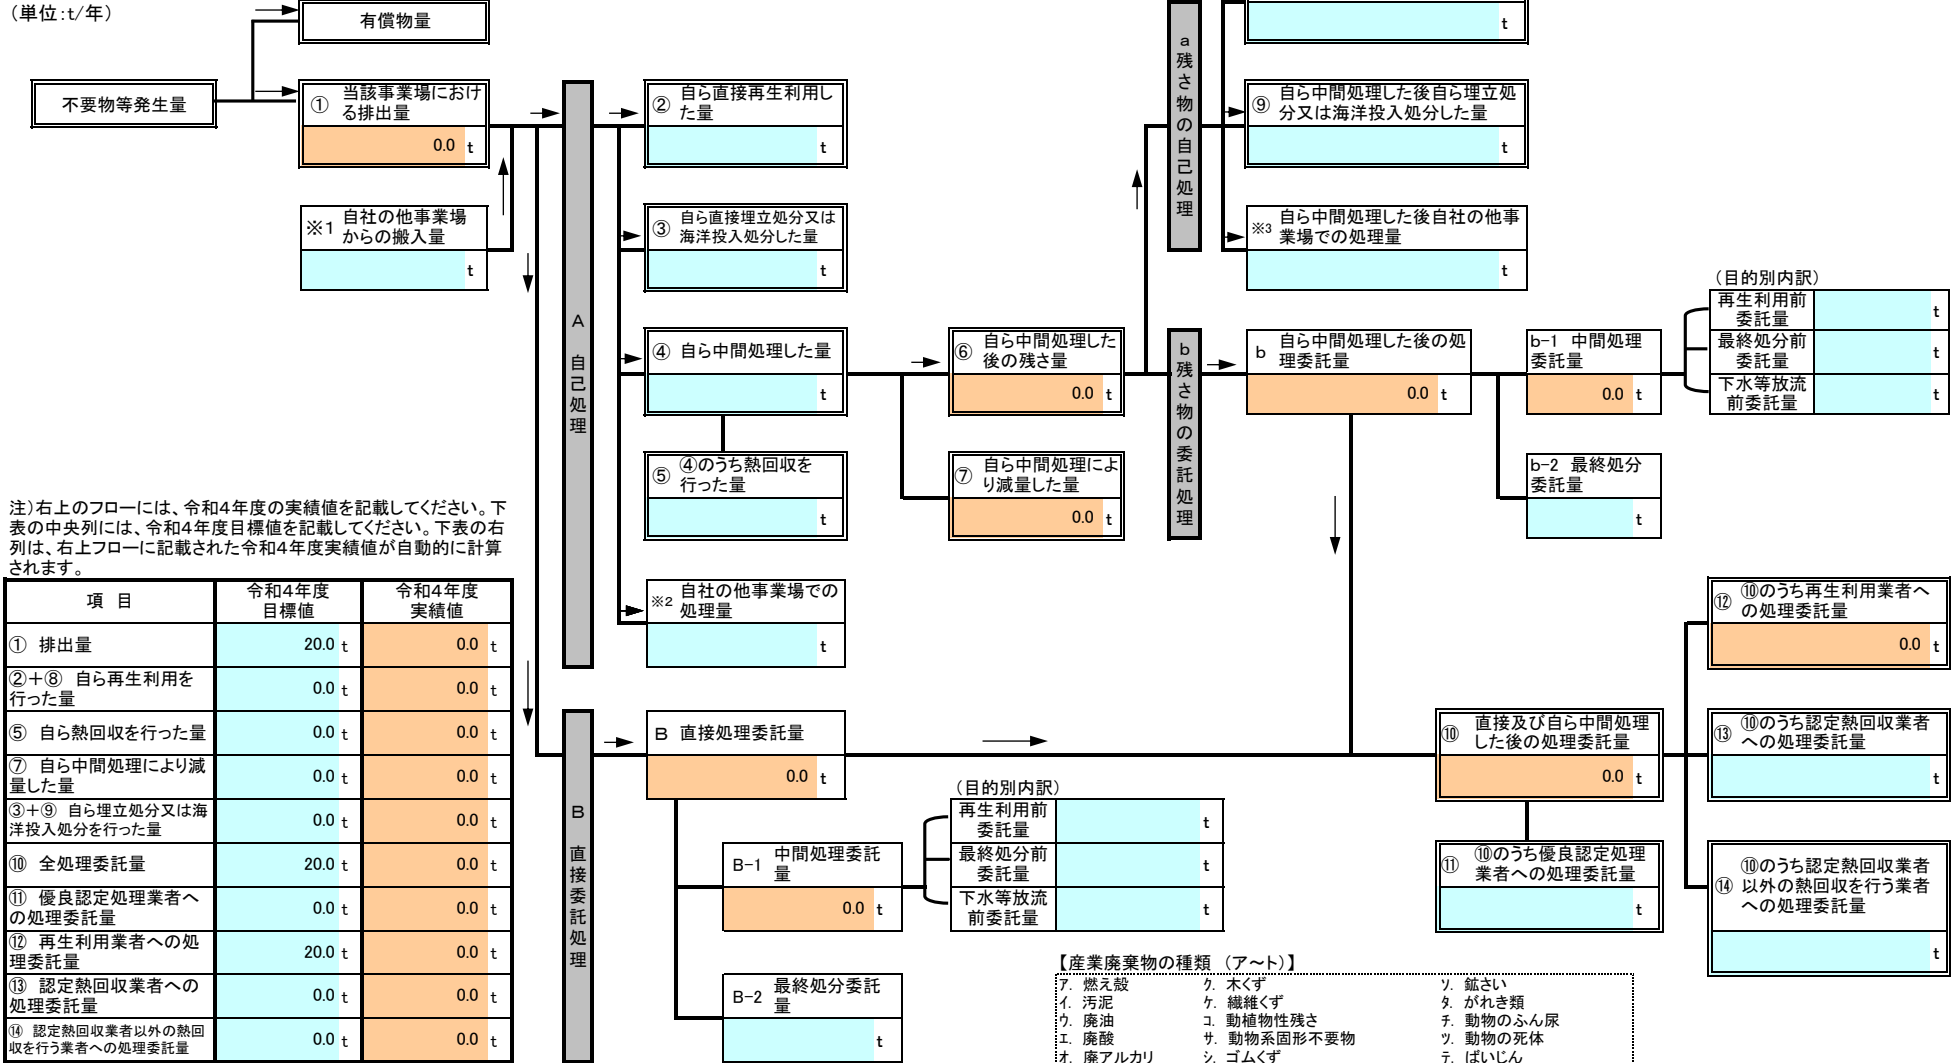 （単位：t/年）
有償物量
不要物等発生量
① 当該事業場におけ
る排出量
0.0 t
※1 自社の他事業場
からの搬入量
t
A 自己処理
② 自ら直接再生利用し
た量
t
③ 自ら直接埋立処分又は
海洋投入処分した量
t
④ 自ら中間処理した量
t
⑤ ④のうち熱回収を
行った量
t
※2 自社の他事業場での
処理量
t
⑥ 自ら中間処理した
後の残さ量
0.0 t
⑦ 自ら中間処理によ
り減量した量
0.0 t
a 残さ物の自己処理
t
⑨ 自ら中間処理した後自ら埋立処
分又は海洋投入処分した量
t
※3 自ら中間処理した後自社の他事
業場での処理量
t
b 残さ物の委託処理
b 自ら中間処理した後の処
理委託量
0.0 t
b-1 中間処理
委託量
0.0 t
b-2 最終処分
委託量
t
（目的別内訳）
再生利用前
委託量 t
最終処分前
委託量 t
下水等放流
前委託量 t
注）右上のフローには、令和4年度の実績値を記載してください。下
表の中央列には、令和4年度目標値を記載してください。下表の右
列は、右上フローに記載された令和4年度実績値が自動的に計算
されます。
項 目 令和4年度 令和4年度
目標値 実績値
① 排出量 20.0 t 0.0 t
②＋⑧ 自ら再生利用を
行った量 0.0 t 0.0 t
⑤ 自ら熱回収を行った量 0.0 t 0.0 t
⑦ 自ら中間処理により減
量した量 0.0 t 0.0 t
③＋⑨ 自ら埋立処分又は海
洋投入処分を行った量 0.0 t 0.0 t
⑩ 全処理委託量 20.0 t 0.0 t
⑪ 優良認定処理業者へ
の処理委託量 0.0 t 0.0 t
⑫ 再生利用業者への処
理委託量 20.0 t 0.0 t
⑬ 認定熱回収業者への
処理委託量 0.0 t 0.0 t
⑭ 認定熱回収業者以外の熱回
収を行う業者への処理委託量 0.0 t 0.0 t
B 直接委託処理
B 直接処理委託量
0.0 t
B-1 中間処理委託
量
0.0 t
B-2 最終処分委託
量
t
（目的別内訳）
再生利用前
委託量 t
最終処分前
委託量 t
下水等放流
前委託量 t
⑩ 直接及び自ら中間処理
した後の処理委託量
0.0 t
⑪ ⑩のうち優良認定処理
業者への処理委託量
t
⑫ ⑩のうち再生利用業者へ
の処理委託量
0.0 t
⑬ ⑩のうち認定熱回収業者
への処理委託量
t
⑭ ⑩のうち認定熱回収業者
以外の熱回収を行う業者
への処理委託量
t
【産業廃棄物の種類 （ア～ト）】
ア. 燃え殻 ク. 木くず ソ. 鉱さい
イ. 汚泥 ケ. 繊維くず タ. がれき類
ウ. 廃油 コ. 動植物性残さ チ. 動物のふん尿
エ. 廃酸 サ. 動物系固形不要物 ツ. 動物の死体
オ. 廃アルカリ シ. ゴムくず テ. ばいじん